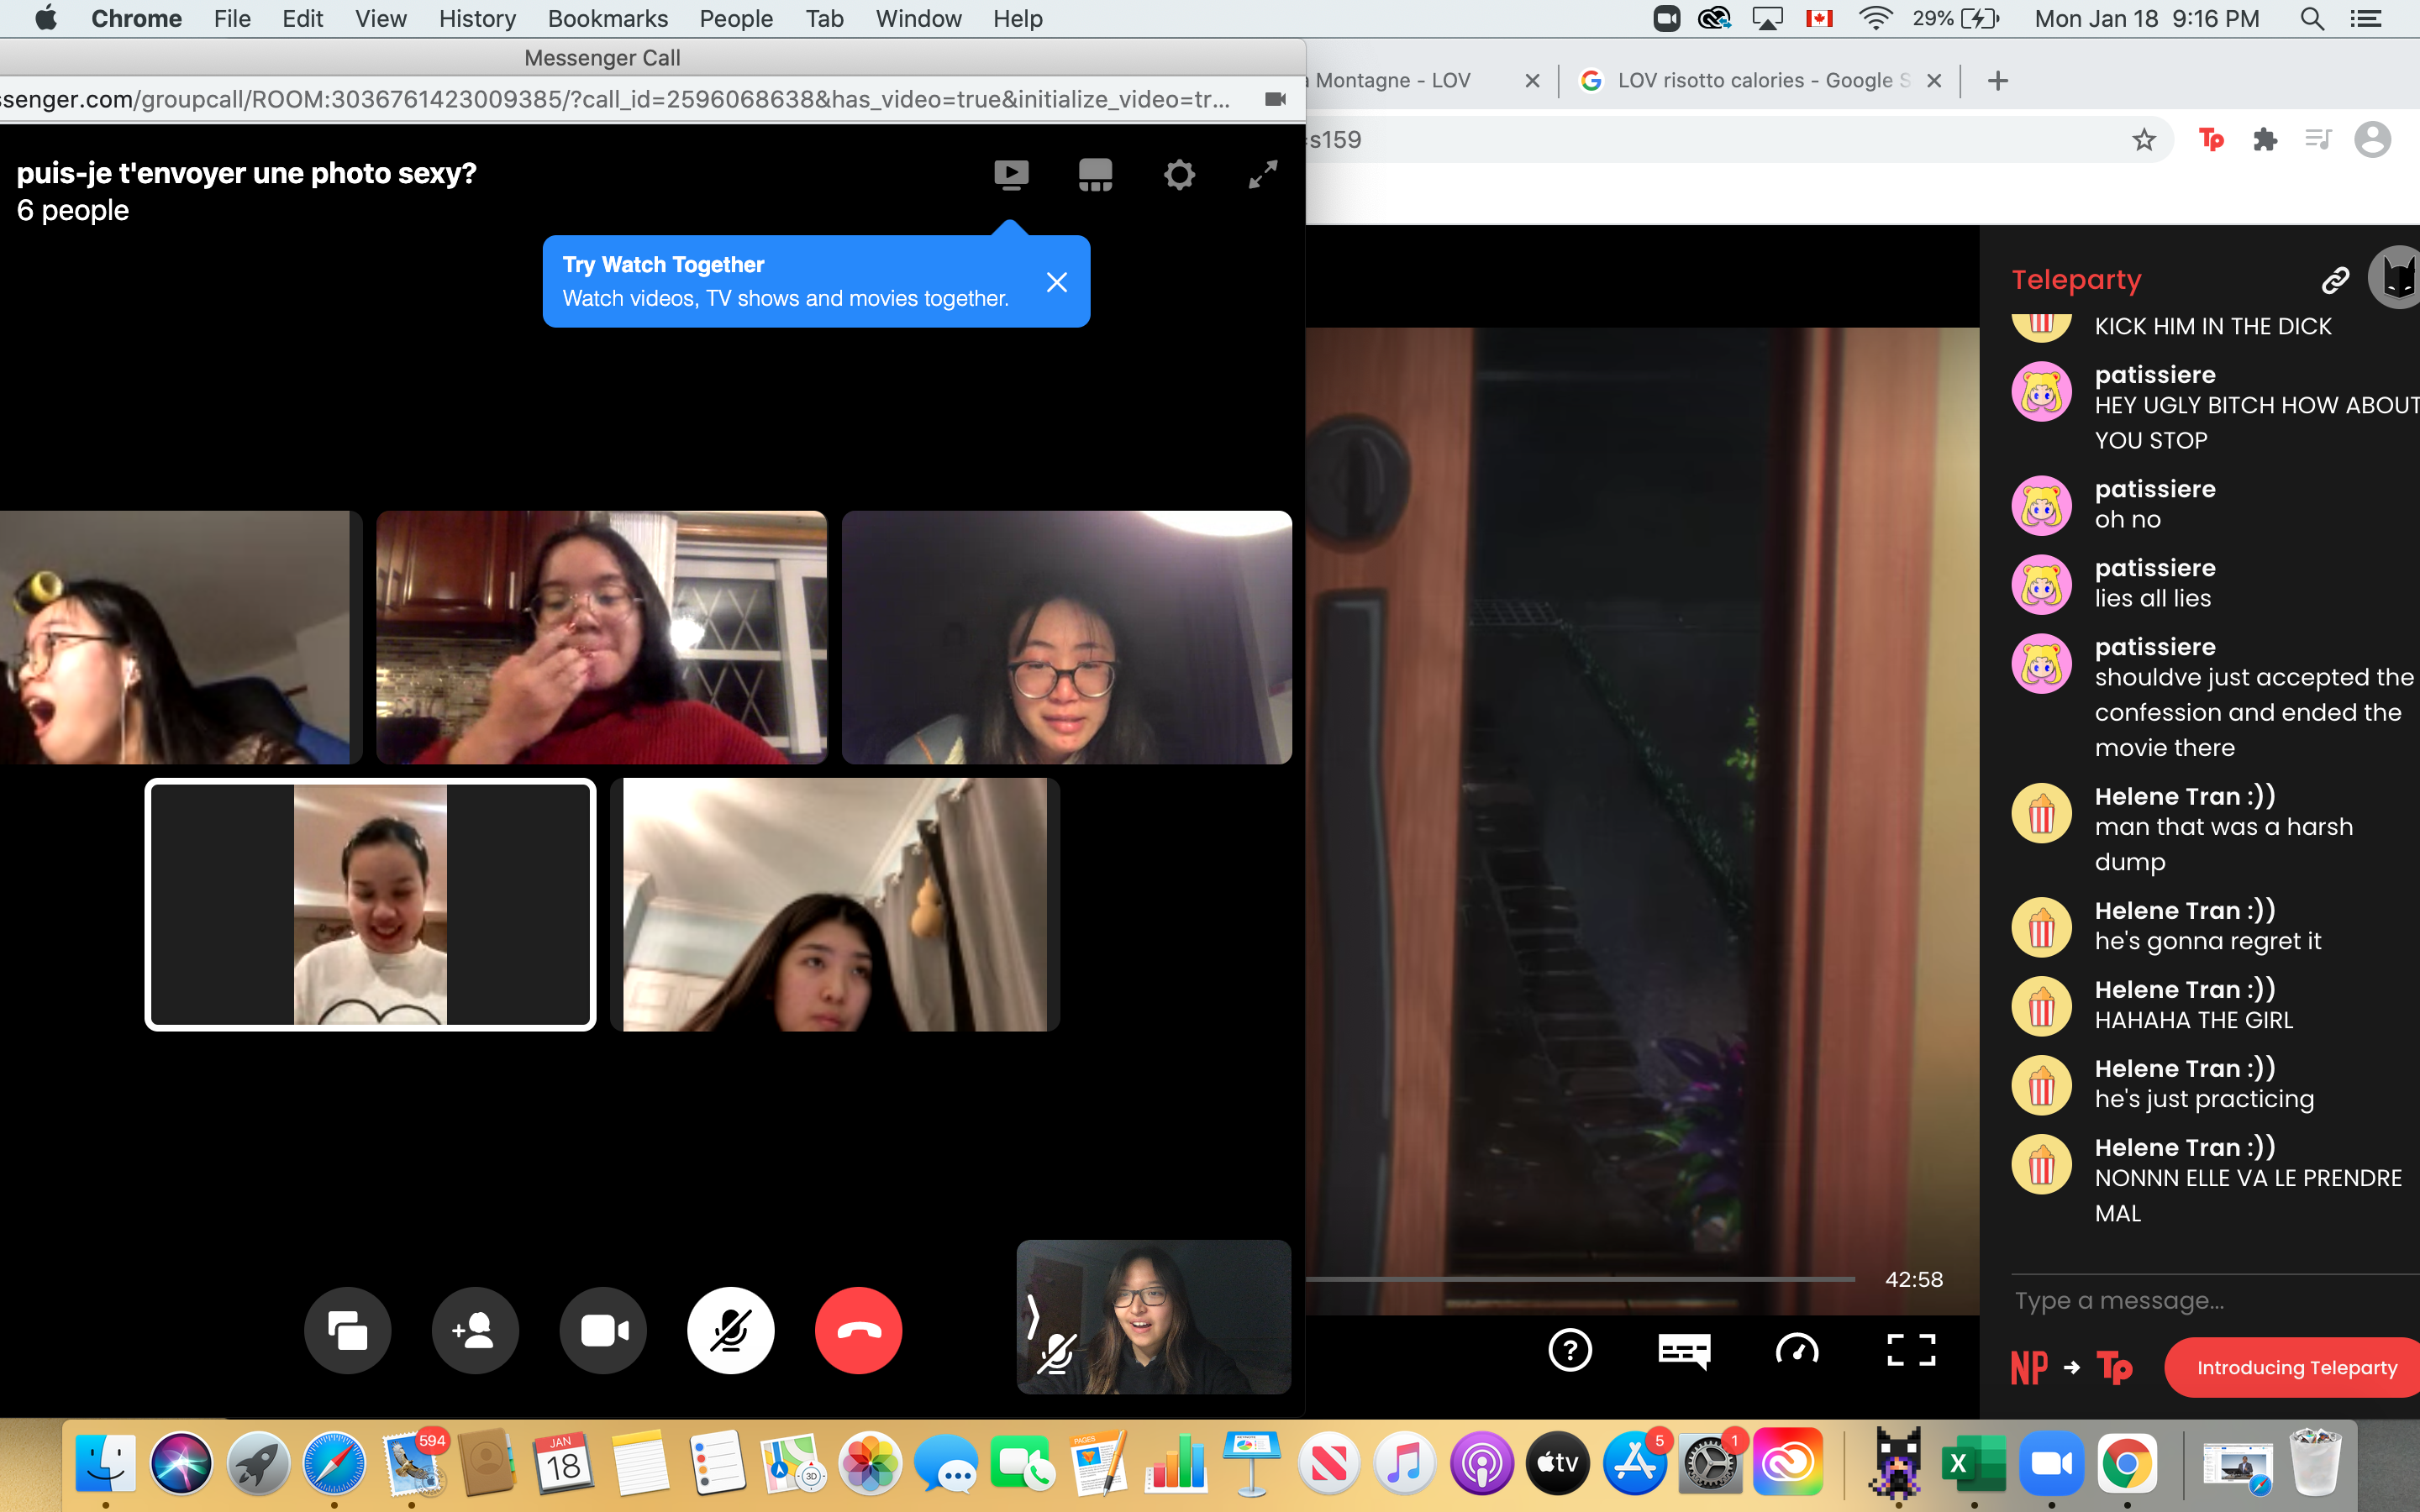 Chrome File Edit View History Bookmarks People Tab Window Help
29% Mon Jan 18 9:16 PM
Messenger Call
senger.com/groupcall/ROOM:3036761423009385/?call_id=2596068638&has_video=true&initialize_video=tr...
Montagne - LOV
LOV risotto calories - Google S
s159
Tp
puis-je t'envoyer une photo sexy?
6 people
Try Watch Together
Watch videos, TV shows and movies together.
Teleparty
KICK HIM IN THE DICK
patissiere
HEY UGLY BITCH HOW ABOUT
YOU STOP
patissiere
oh no
patissiere
lies all lies
patissiere
shouldve just accepted the
confession and ended the
movie there
Helene Tran :))
man that was a harsh
dump
Helene Tran :))
he's gonna regret it
Helene Tran :))
HAHAHA THE GIRL
Helene Tran :))
he's just practicing
Helene Tran :))
NONNN ELLE VA LE PRENDRE
MAL
42:58
Type a message...
NP Tp
Introducing Teleparty
594
JAN
18
3D
PAGES
tv
5
1
X